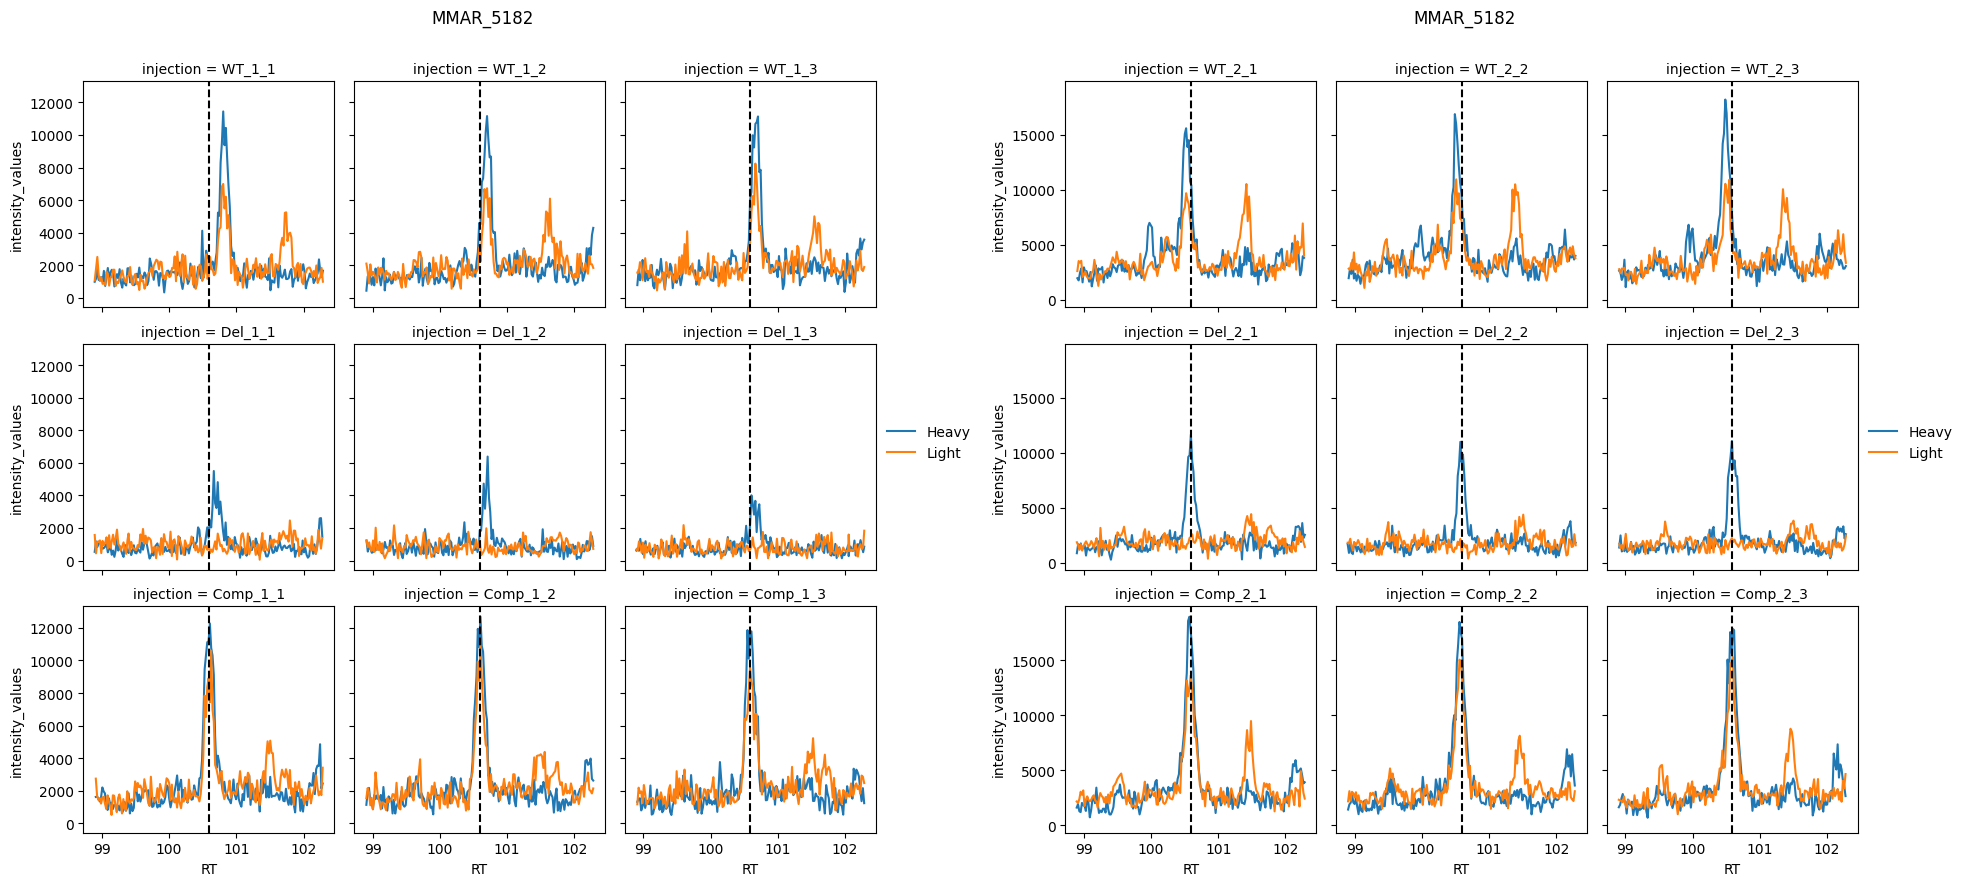 MMAR_5182
injection = WT_1_1
injection = WT_1_2
injection = WT_1_3
12000
10000
8000
6000
4000
2000
0
intensity_values
injection = Del_1_1
injection = Del_1_2
injection = Del_1_3
12000
10000
8000
6000
4000
2000
0
intensity_values
Heavy
Light
injection = Comp_1_1
injection = Comp_1_2
injection = Comp_1_3
12000
10000
8000
6000
4000
2000
0
intensity_values
99 100 101 102
99 100 101 102
99 100 101 102
RT
RT
RT
MMAR_5182
injection = WT_2_1
injection = WT_2_2
injection = WT_2_3
15000
10000
5000
0
intensity_values
injection = Del_2_1
injection = Del_2_2
injection = Del_2_3
15000
10000
5000
0
intensity_values
Heavy
Light
injection = Comp_2_1
injection = Comp_2_2
injection = Comp_2_3
15000
10000
5000
0
intensity_values
99 100 101 102
99 100 101 102
99 100 101 102
RT
RT
RT